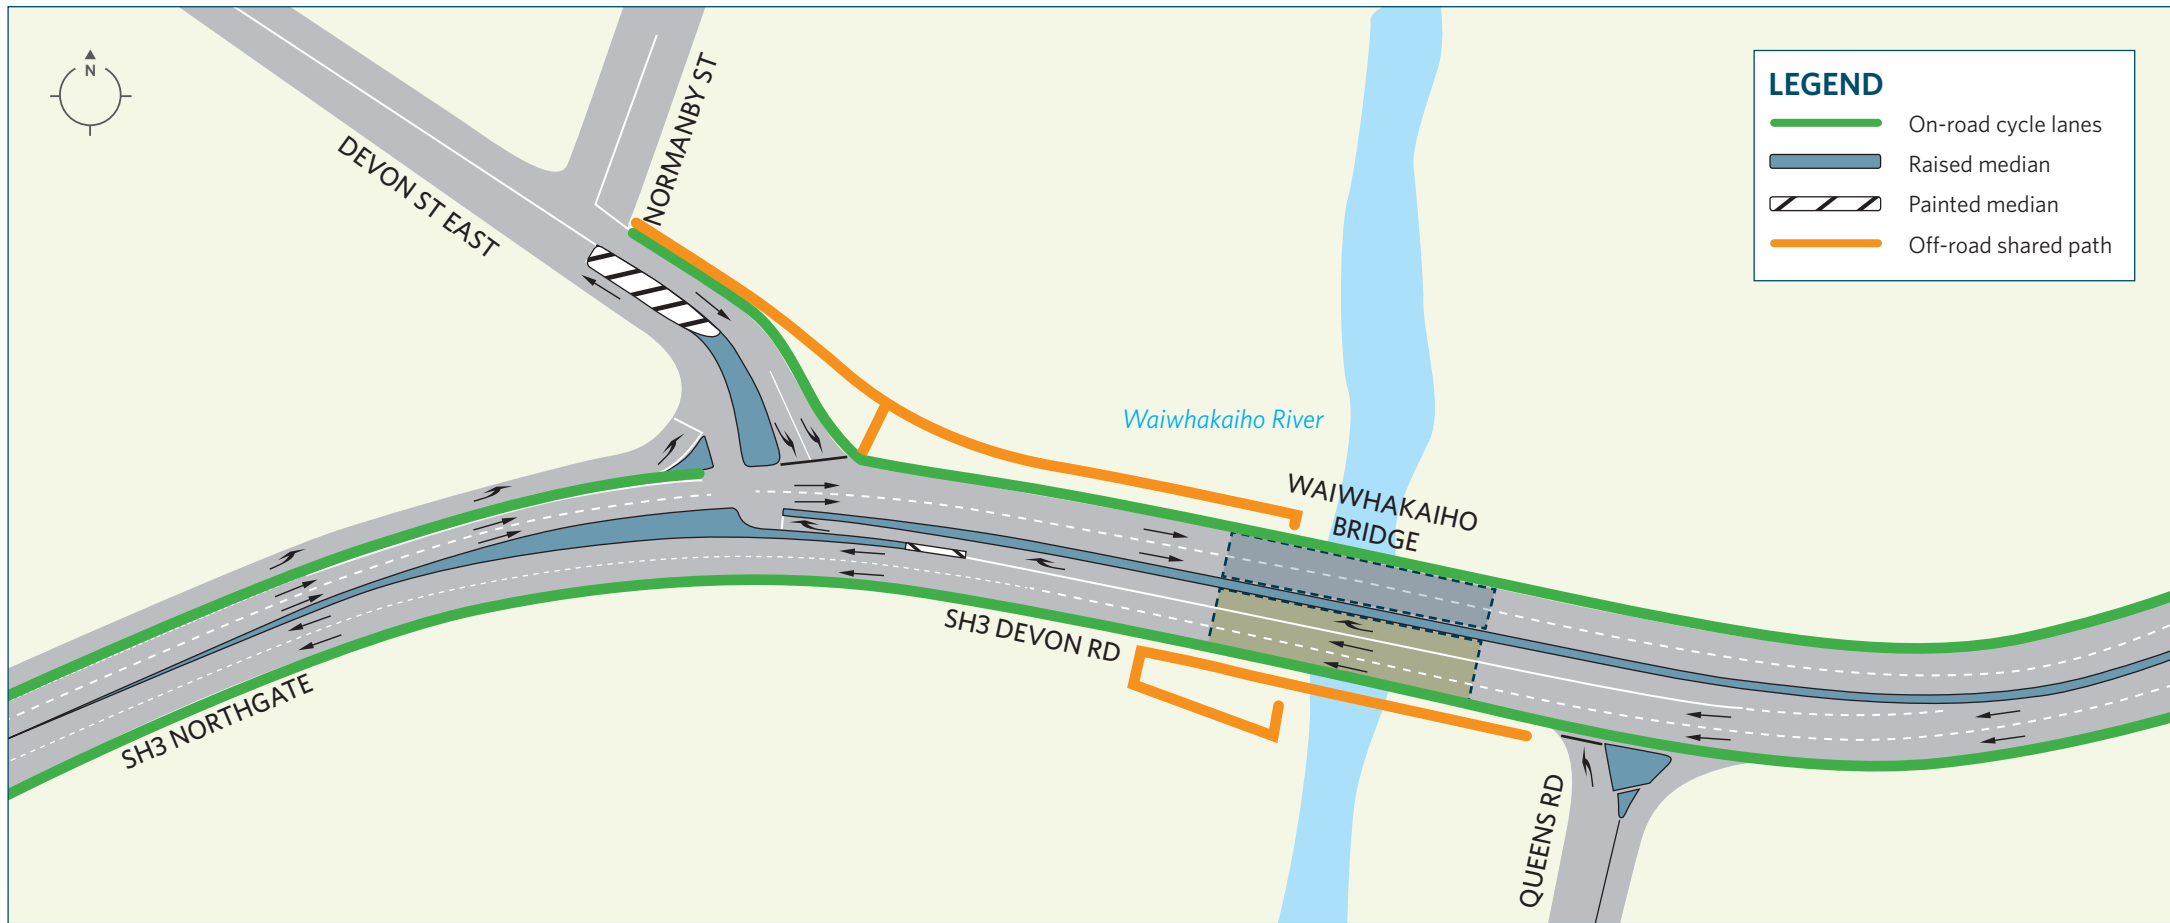 N
NORMANBY ST
DEVON ST EAST
LEGEND
On-road cycle lanes
Raised median
Painted median
Off-road shared path
Waiwhakaiho River
WAIWHAKAIHO
BRIDGE
SH3 DEVON RD
SH3 NORTHGATE
QUEENS RD